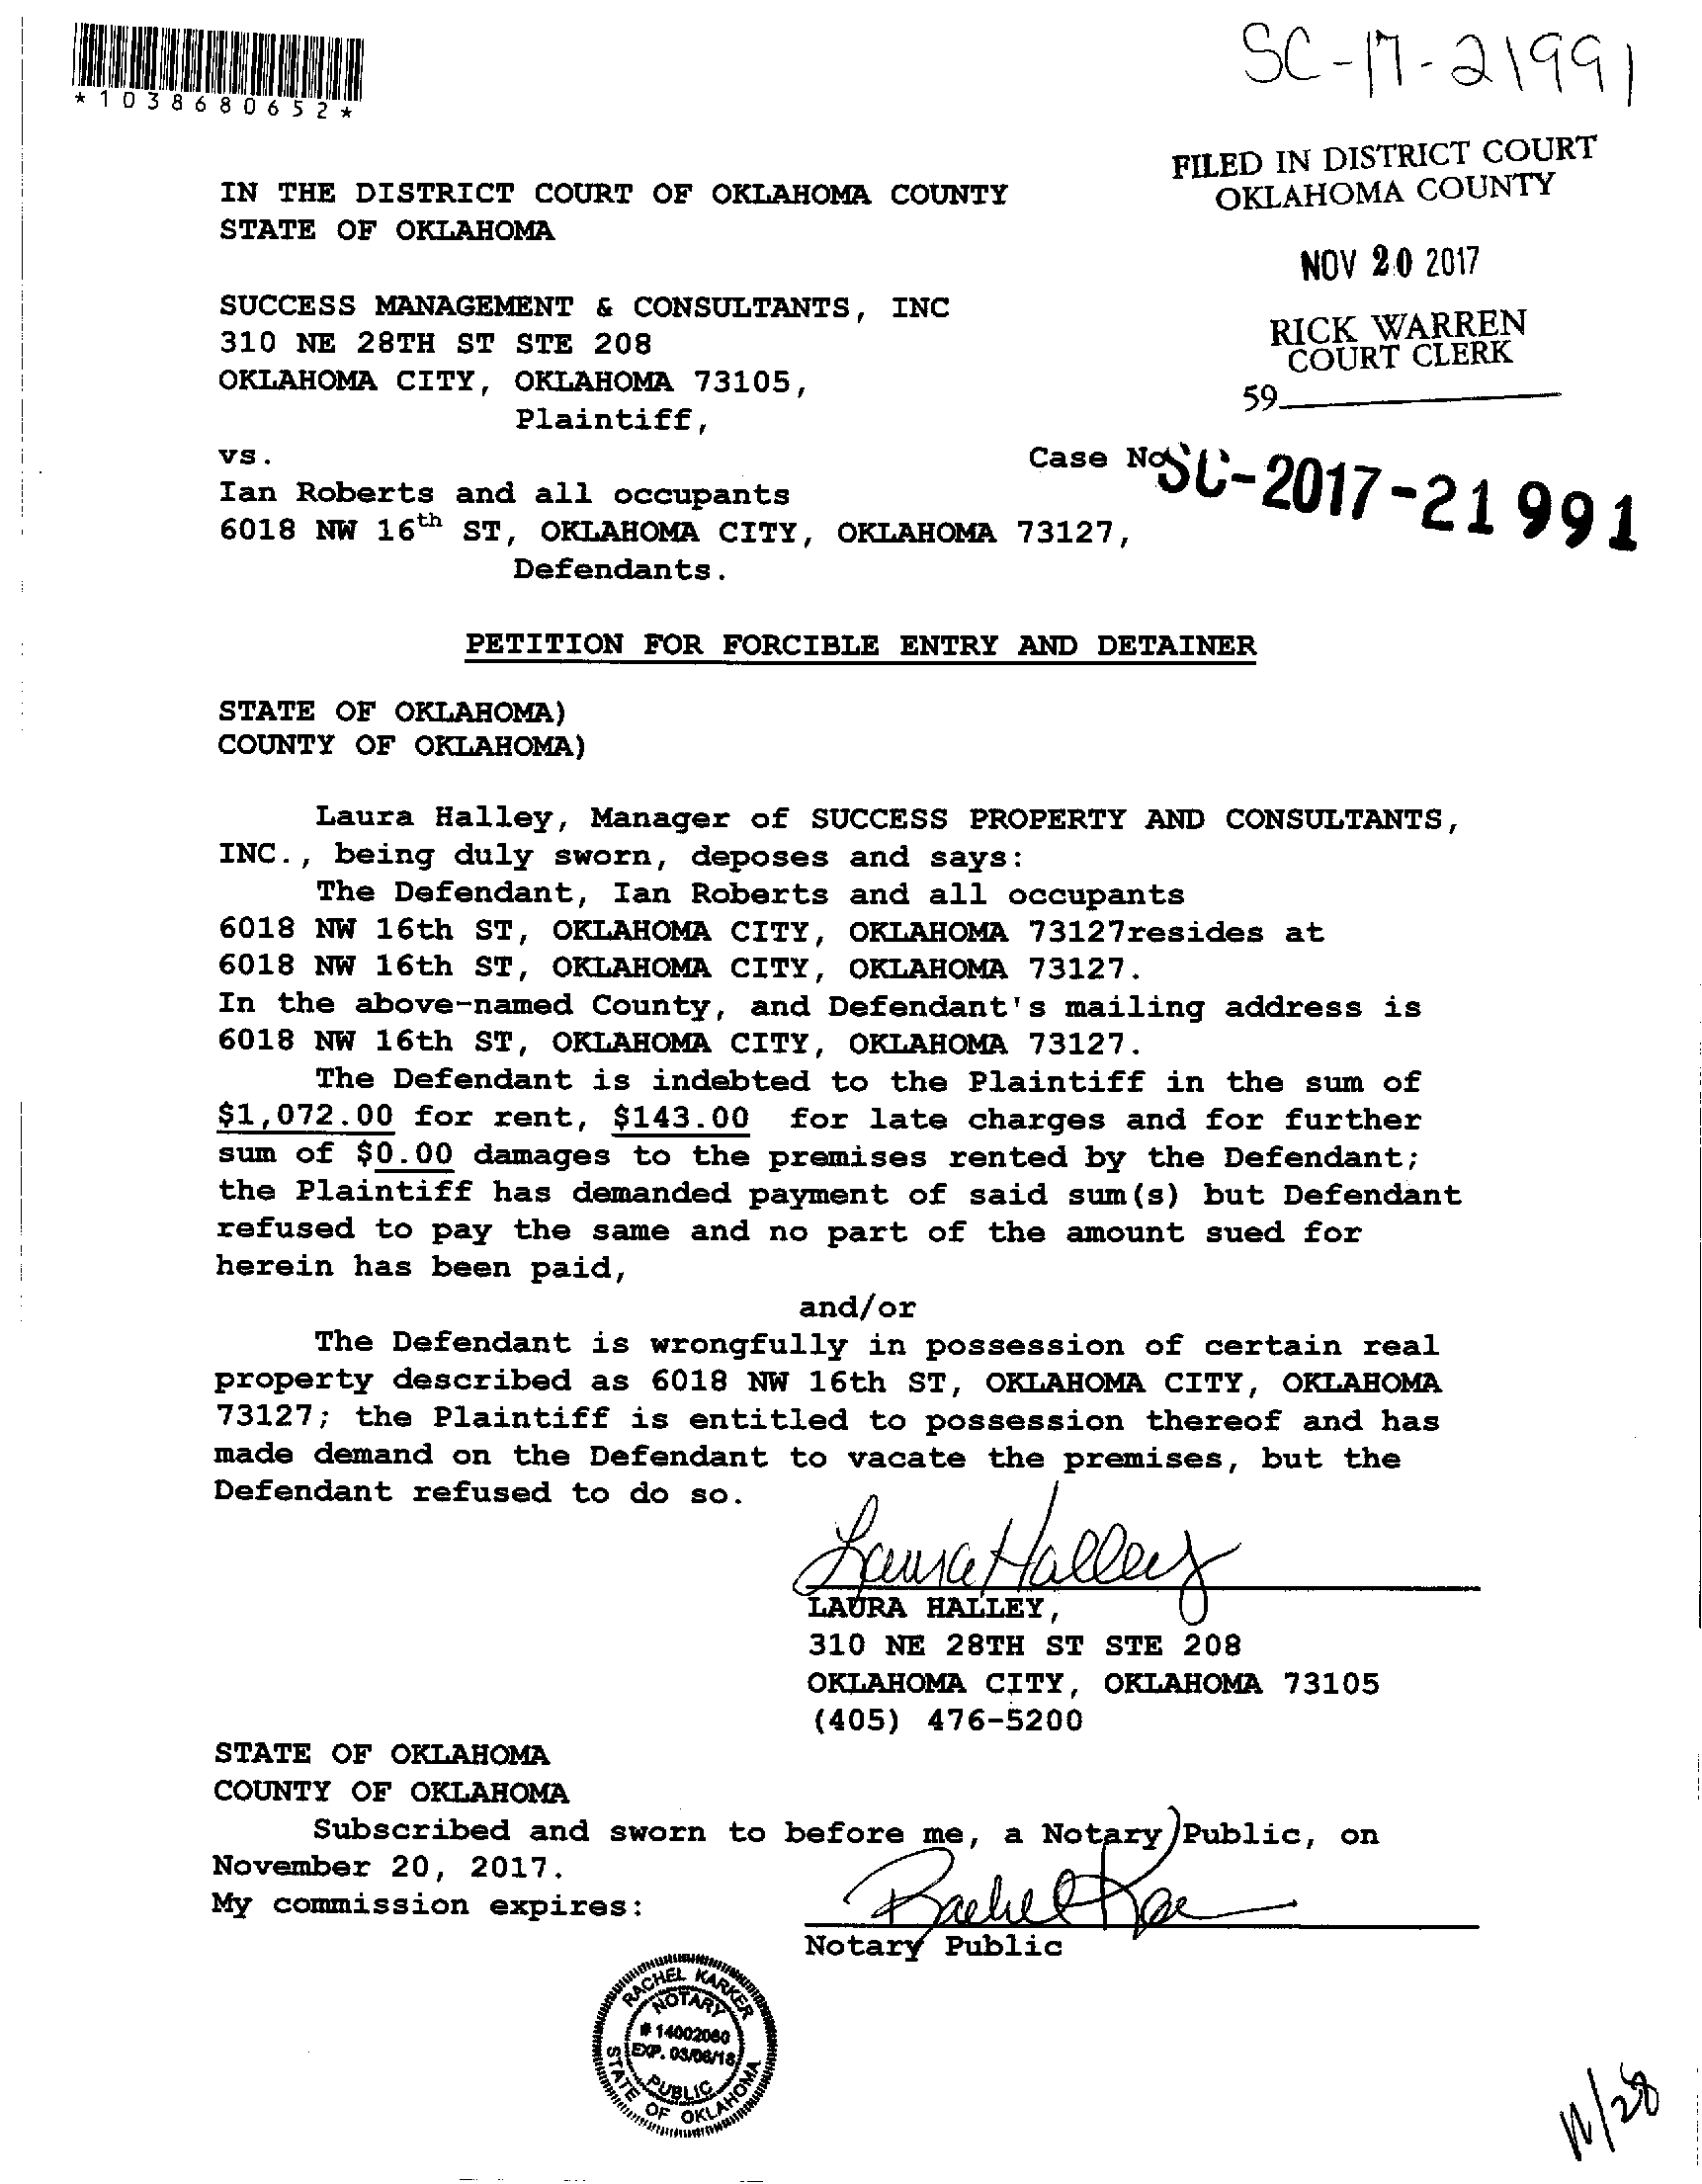 *1038680652*
SC-17-21991
FILED IN DISTRICT COURT
OKLAHOMA COUNTY
NOV 20 2017
RICK WARREN
COURT CLERK
59
IN THE DISTRICT COURT OF OKLAHOMA COUNTY
STATE OF OKLAHOMA
SUCCESS MANAGEMENT & CONSULTANTS, INC
310 NE 28TH ST STE 208
OKLAHOMA CITY, OKLAHOMA 73105,
Plaintiff,
vs.
Case No SC-2017-21991
Ian Roberts and all occupants
6018 NW 16th ST, OKLAHOMA CITY, OKLAHOMA 73127,
Defendants.
PETITION FOR FORCIBLE ENTRY AND DETAINER
STATE OF OKLAHOMA)
COUNTY OF OKLAHOMA)
Laura Halley, Manager of SUCCESS PROPERTY AND CONSULTANTS,
INC., being duly sworn, deposes and says:
The Defendant, Ian Roberts and all occupants
6018 NW 16th ST, OKLAHOMA CITY, OKLAHOMA 73127resides at
6018 NW 16th ST, OKLAHOMA CITY, OKLAHOMA 73127.
In the above-named County, and Defendant's mailing address is
6018 NW 16th ST, OKLAHOMA CITY, OKLAHOMA 73127.
The Defendant is indebted to the Plaintiff in the sum of
$1,072.00 for rent, $143.00 for late charges and for further
sum of $0.00 damages to the premises rented by the Defendant;
the Plaintiff has demanded payment of said sum(s) but Defendant
refused to pay the same and no part of the amount sued for
herein has been paid,
and/or
The Defendant is wrongfully in possession of certain real
property described as 6018 NW 16th ST, OKLAHOMA CITY, OKLAHOMA
73127; the Plaintiff is entitled to possession thereof and has
made demand on the Defendant to vacate the premises, but the
Defendant refused to do so.
Laura Halley
LAURA HALLEY,
310 NE 28TH ST STE 208
OKLAHOMA CITY, OKLAHOMA 73105
(405) 476-5200
STATE OF OKLAHOMA
COUNTY OF OKLAHOMA
Subscribed and sworn to before me, a Notary Public, on
November 20, 2017.
My commission expires:
Notary Public
RACHEL KARKER
NOTARY
# 14002060
EXP. 03/06/18
PUBLIC
STATE OF OKLAHOMA
11/28